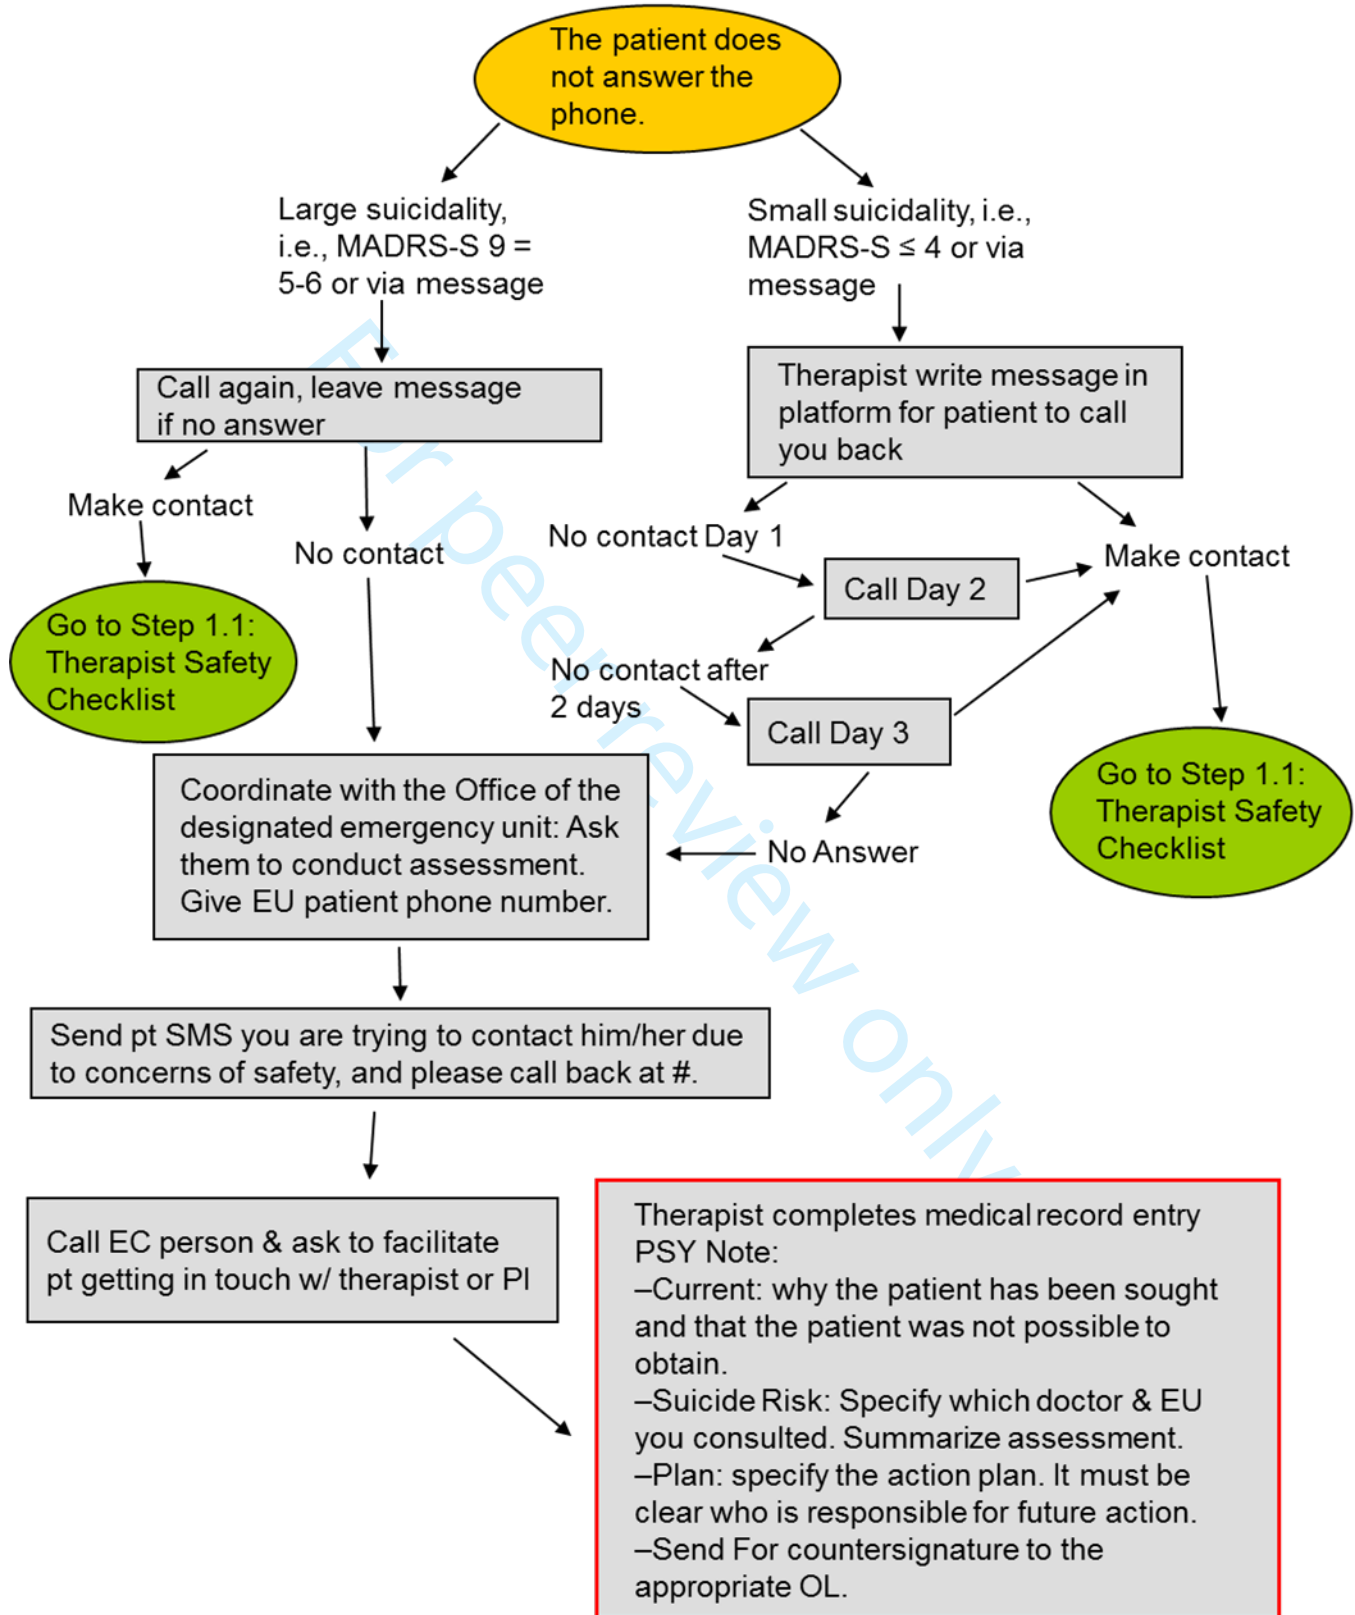 The patient does
not answer the
phone.
Large suicidality,
i.e., MADRS-S 9 =
5-6 or via message
Small suicidality, i.e.,
MADRS-S ≤ 4 or via
message
Call again, leave message
if no answer
Therapist write message in
platform for patient to call
you back
Make contact
No contact
No contact Day 1
Call Day 2
Make contact
Go to Step 1.1:
Therapist Safety
Checklist
No contact after
2 days
Call Day 3
No Answer
Go to Step 1.1:
Therapist Safety
Checklist
Coordinate with the Office of the
designated emergency unit: Ask
them to conduct assessment.
Give EU patient phone number.
Send pt SMS you are trying to contact him/her due
to concerns of safety, and please call back at #.
Call EC person & ask to facilitate
pt getting in touch w/ therapist or PI
Therapist completes medical record entry
PSY Note:
–Current: why the patient has been sought
and that the patient was not possible to
obtain.
–Suicide Risk: Specify which doctor & EU
you consulted. Summarize assessment.
–Plan: specify the action plan. It must be
clear who is responsible for future action.
–Send For countersignature to the
appropriate OL.
For peer review only